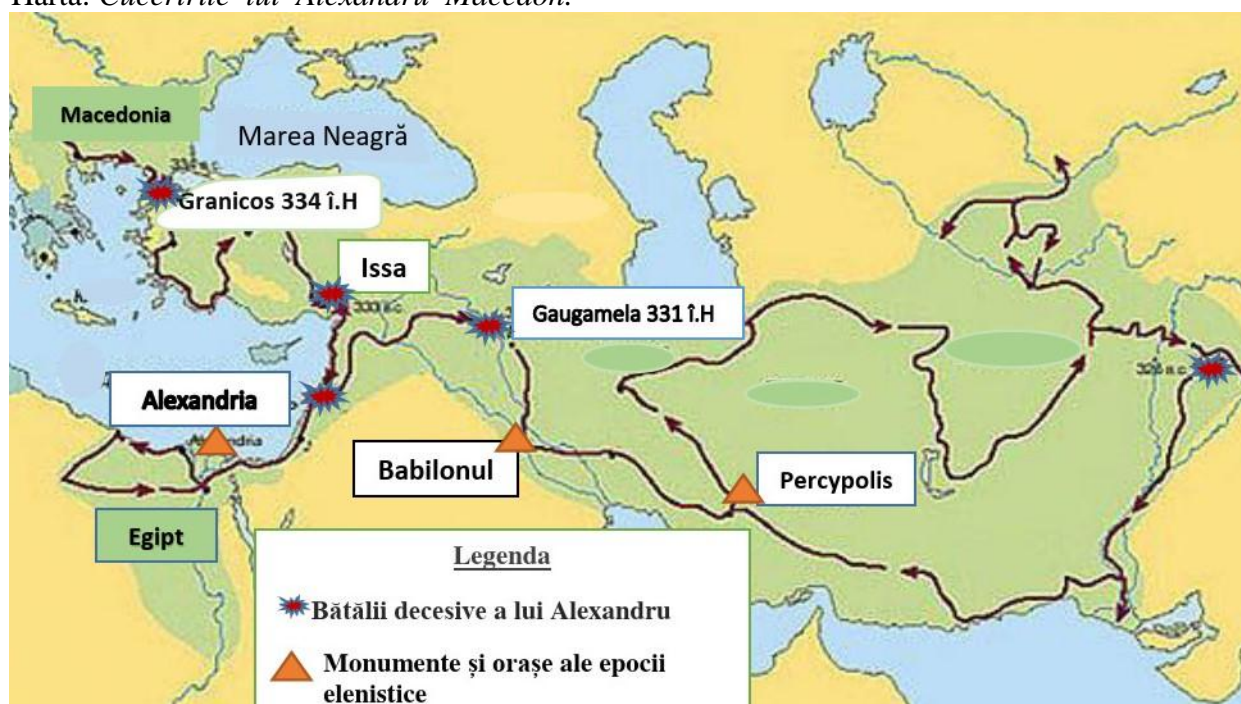 Harta: Cuceririle lui Alexandru Macedon.
Macedonia
Marea Neagră
Granicos 334 î.H
Issa
Gaugamela 331 î.H
Alexandria
Alexandria
Babilonul
Percypolis
Egipt
Legenda
Bătălii decesive a lui Alexandru
Monumente și orașe ale epocii
elenistice